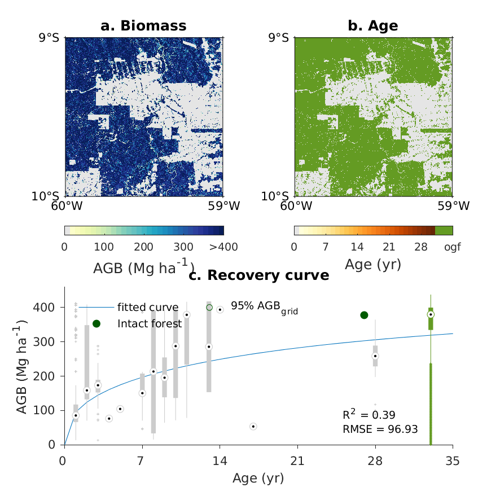 a. Biomass
b. Age
9°S
9°S
10°S
10°S
60°W
59°W
60°W
59°W
0 100 200 300 >400
0 7 14 21 28 ogf
AGB (Mg ha⁻¹)
Age (yr)
c. Recovery curve
400
300
200
100
0
AGB (Mg ha⁻¹)
fitted curve
95% AGB_grid
Intact forest
R² = 0.39
RMSE = 96.93
0 7 14 21 28 35
Age (yr)